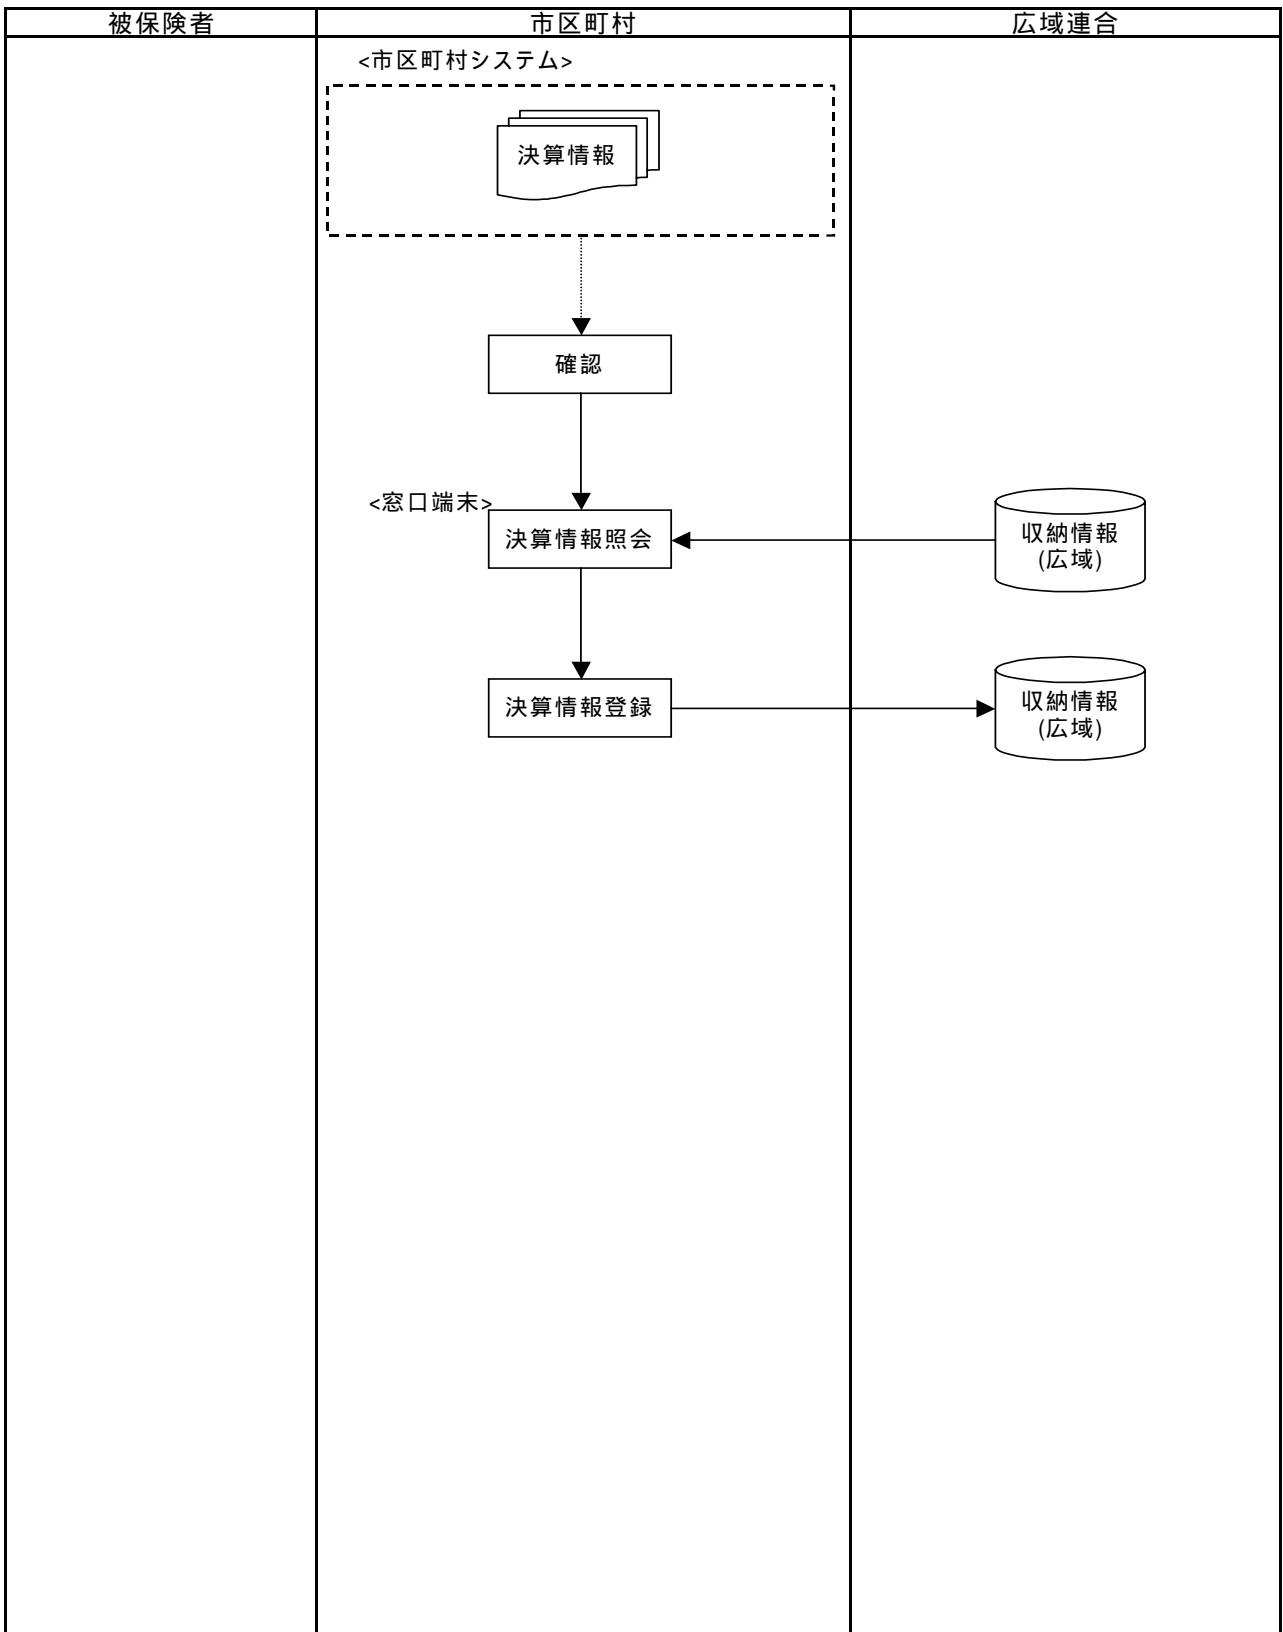 被保険者
市区町村
広域連合
<市区町村システム>
決算情報
確認
<窓口端末>
決算情報照会
収納情報
(広域)
決算情報登録
収納情報
(広域)